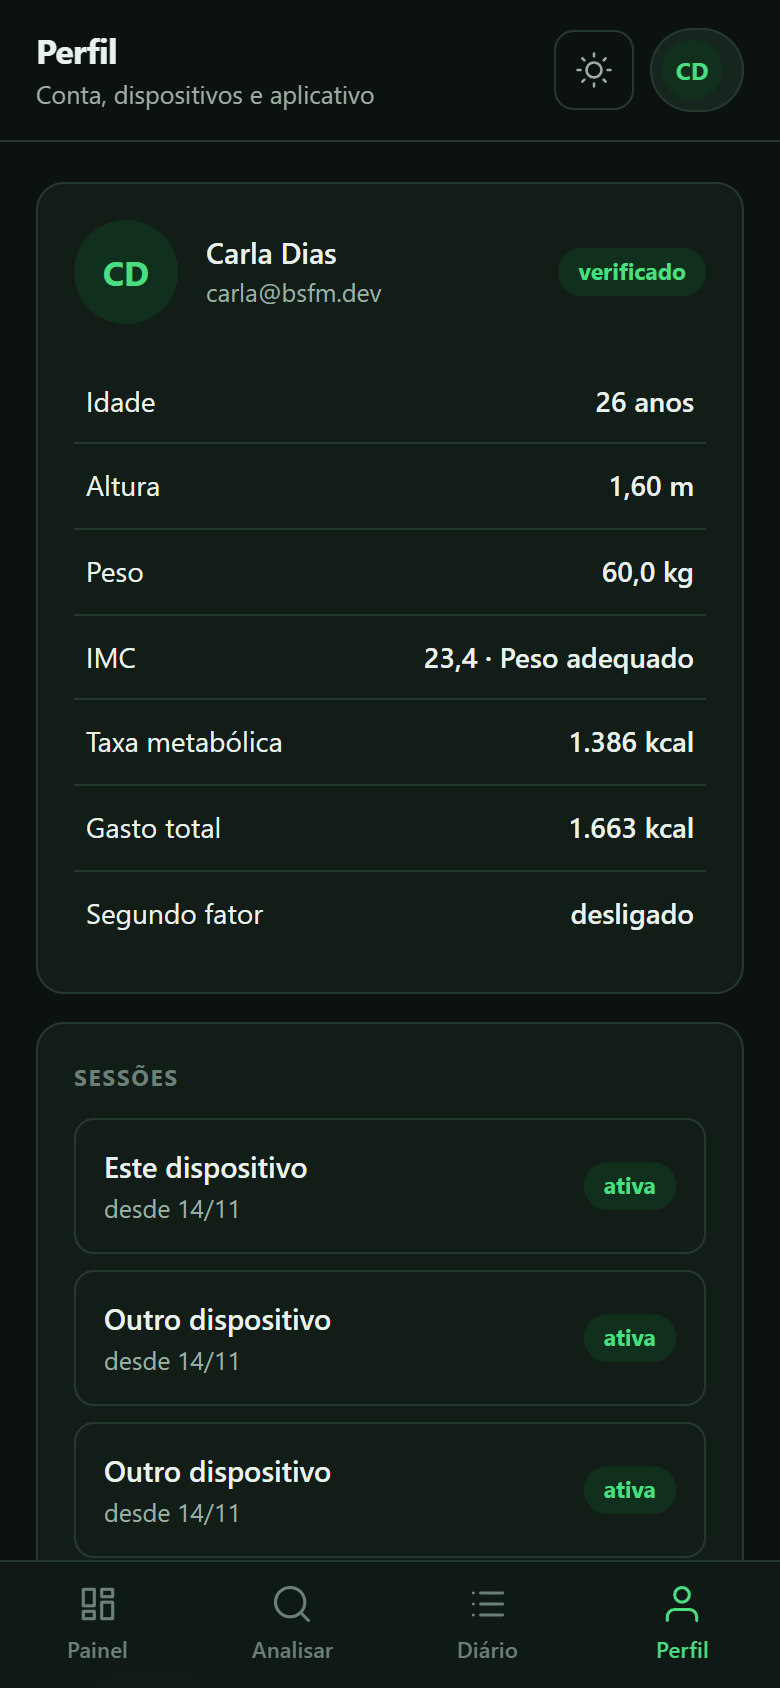 Perfil
Conta, dispositivos e aplicativo
CD
CD
Carla Dias
carla@bsfm.dev
verificado
Idade 26 anos
Altura 1,60 m
Peso 60,0 kg
IMC 23,4 · Peso adequado
Taxa metabólica 1.386 kcal
Gasto total 1.663 kcal
Segundo fator desligado
SESSÕES
Este dispositivo
desde 14/11
ativa
Outro dispositivo
desde 14/11
ativa
Outro dispositivo
desde 14/11
ativa
Painel Analisar Diário Perfil